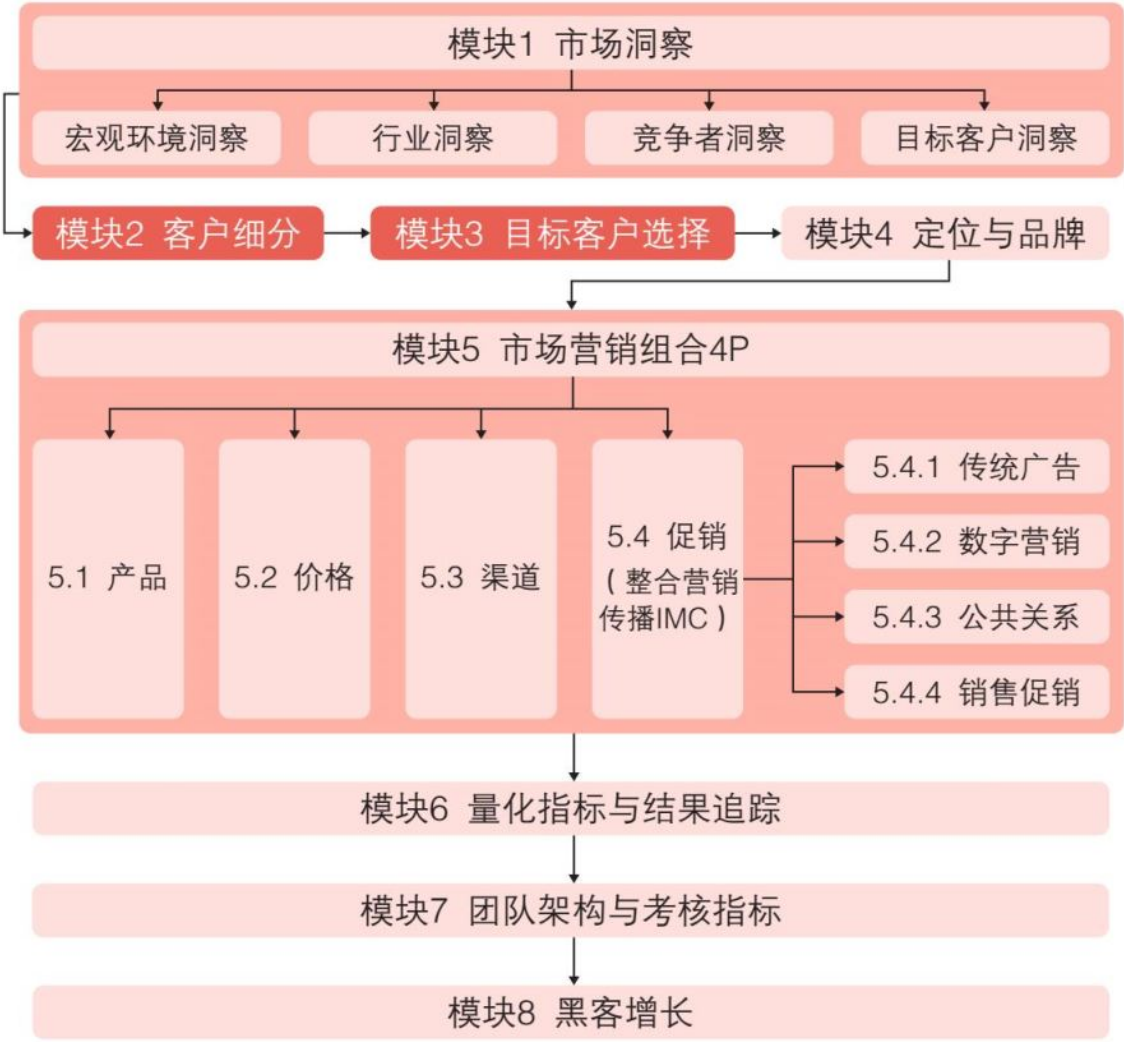 模块1 市场洞察
宏观环境洞察
行业洞察
竞争者洞察
目标客户洞察
模块2 客户细分
模块3 目标客户选择
模块4 定位与品牌
模块5 市场营销组合4P
5.1 产品
5.2 价格
5.3 渠道
5.4 促销
（整合营销
传播IMC）
5.4.1 传统广告
5.4.2 数字营销
5.4.3 公共关系
5.4.4 销售促销
模块6 量化指标与结果追踪
模块7 团队架构与考核指标
模块8 黑客增长